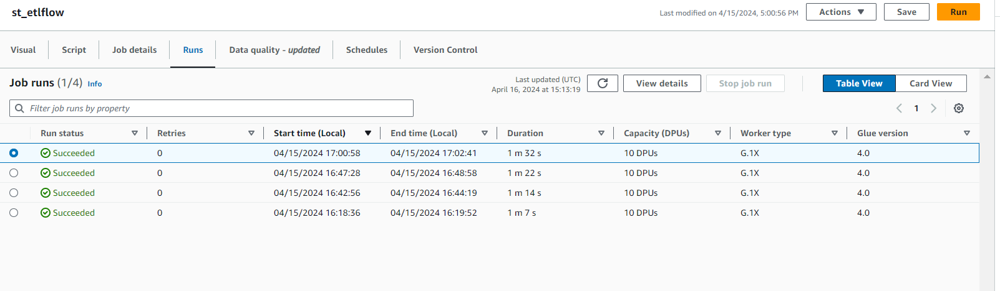 st_etlflow
Last modified on 4/15/2024, 5:00:56 PM
Actions
Save
Run
Visual
Script
Job details
Runs
Data quality - updated
Schedules
Version Control
Job runs (1/4) Info
Last updated (UTC)
April 16, 2024 at 15:13:19
View details
Stop job run
Table View
Card View
Filter job runs by property
1
Run status Retries Start time (Local) End time (Local) Duration Capacity (DPUs) Worker type Glue version
Succeeded 0 04/15/2024 17:00:58 04/15/2024 17:02:41 1 m 32 s 10 DPUs G.1X 4.0
Succeeded 0 04/15/2024 16:47:28 04/15/2024 16:48:58 1 m 22 s 10 DPUs G.1X 4.0
Succeeded 0 04/15/2024 16:42:56 04/15/2024 16:44:19 1 m 14 s 10 DPUs G.1X 4.0
Succeeded 0 04/15/2024 16:18:36 04/15/2024 16:19:52 1 m 7 s 10 DPUs G.1X 4.0